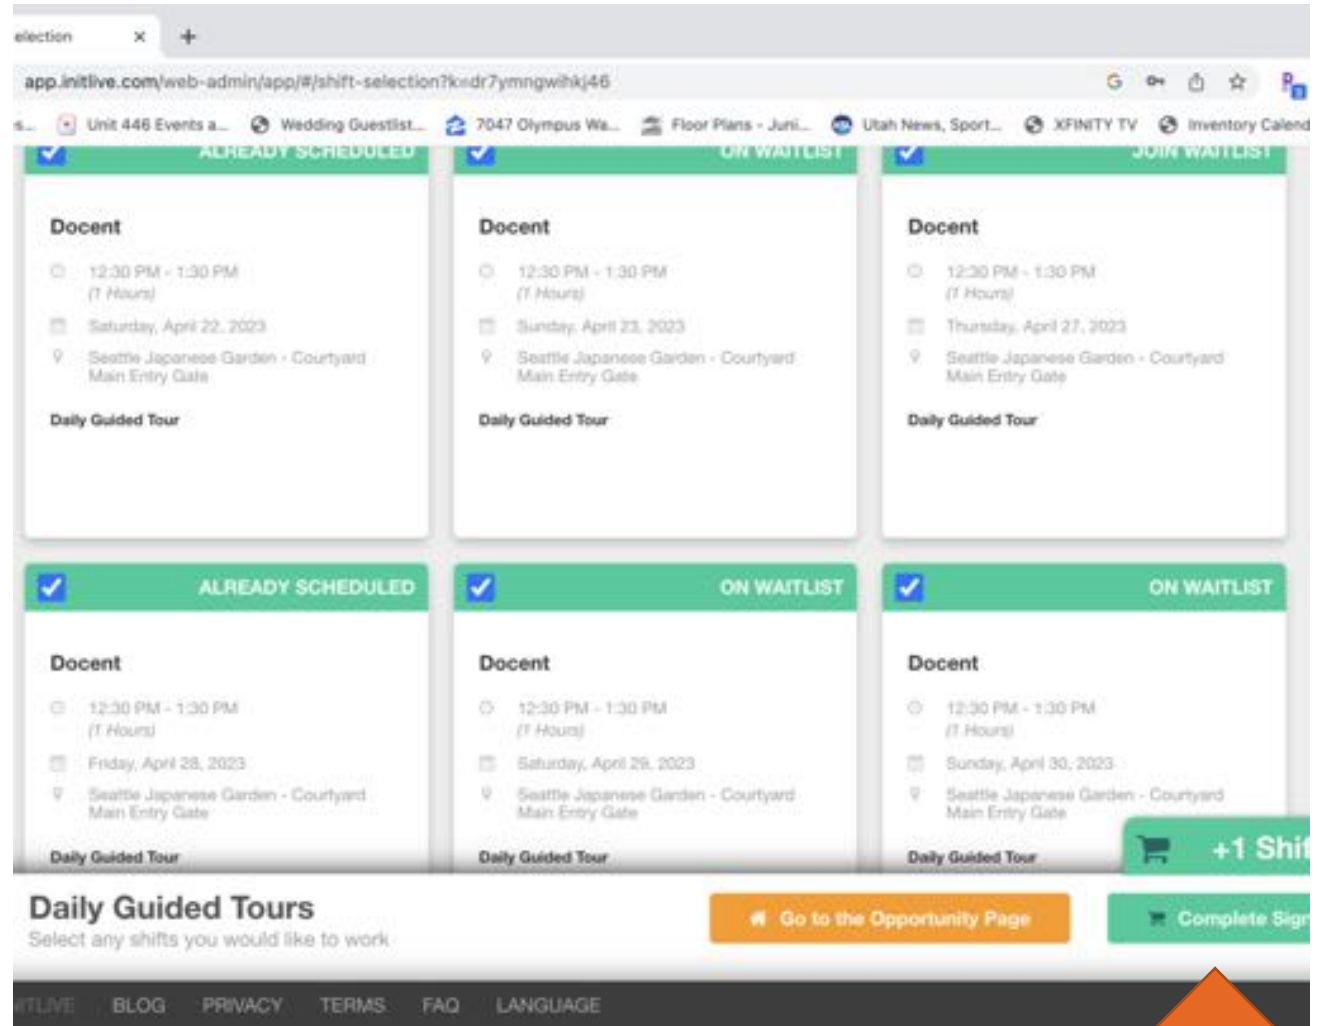 election × +
app.initlive.com/web-admin/app/#/shift-selection?k=dr7ymngwihkj46
s... Unit 446 Events a... Wedding Guestlist... 7047 Olympus Wa... Floor Plans - Juni... Utah News, Sport... XFINITY TV Inventory Calend
ALREADY SCHEDULED ON WAITLIST JOIN WAITLIST
Docent Docent Docent
12:30 PM - 1:30 PM 12:30 PM - 1:30 PM 12:30 PM - 1:30 PM
(1 Hours) (1 Hours) (1 Hours)
Saturday, April 22, 2023 Sunday, April 23, 2023 Thursday, April 27, 2023
Seattle Japanese Garden - Courtyard Seattle Japanese Garden - Courtyard Seattle Japanese Garden - Courtyard
Main Entry Gate Main Entry Gate Main Entry Gate
Daily Guided Tour Daily Guided Tour Daily Guided Tour
ALREADY SCHEDULED ON WAITLIST ON WAITLIST
Docent Docent Docent
12:30 PM - 1:30 PM 12:30 PM - 1:30 PM 12:30 PM - 1:30 PM
(1 Hours) (1 Hours) (1 Hours)
Friday, April 28, 2023 Saturday, April 29, 2023 Sunday, April 30, 2023
Seattle Japanese Garden - Courtyard Seattle Japanese Garden - Courtyard Seattle Japanese Garden - Courtyard
Main Entry Gate Main Entry Gate Main Entry Gate
Daily Guided Tour Daily Guided Tour Daily Guided Tour
+1 Shif
Daily Guided Tours
Go to the Opportunity Page Complete Sign
Select any shifts you would like to work
NITLIVE BLOG PRIVACY TERMS FAQ LANGUAGE